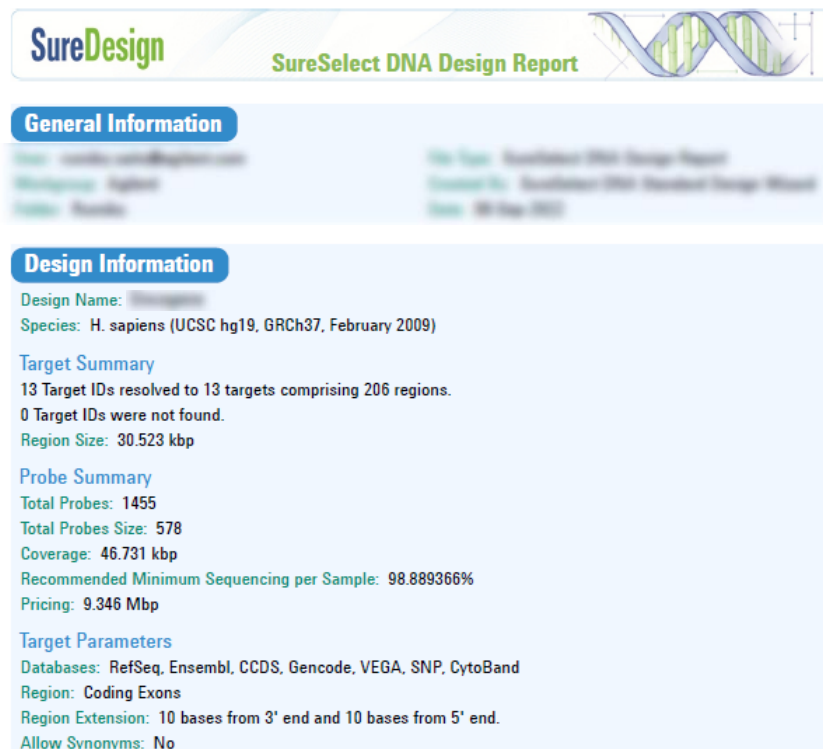 SureDesign
SureSelect DNA Design Report
General Information
Design Information
Design Name:
Species: H. sapiens (UCSC hg19, GRCh37, February 2009)
Target Summary
13 Target IDs resolved to 13 targets comprising 206 regions.
0 Target IDs were not found.
Region Size: 30.523 kbp
Probe Summary
Total Probes: 1455
Total Probes Size: 578
Coverage: 46.731 kbp
Recommended Minimum Sequencing per Sample: 98.889366%
Pricing: 9.346 Mbp
Target Parameters
Databases: RefSeq, Ensembl, CCDS, Gencode, VEGA, SNP, CytoBand
Region: Coding Exons
Region Extension: 10 bases from 3' end and 10 bases from 5' end.
Allow Synonyms: No